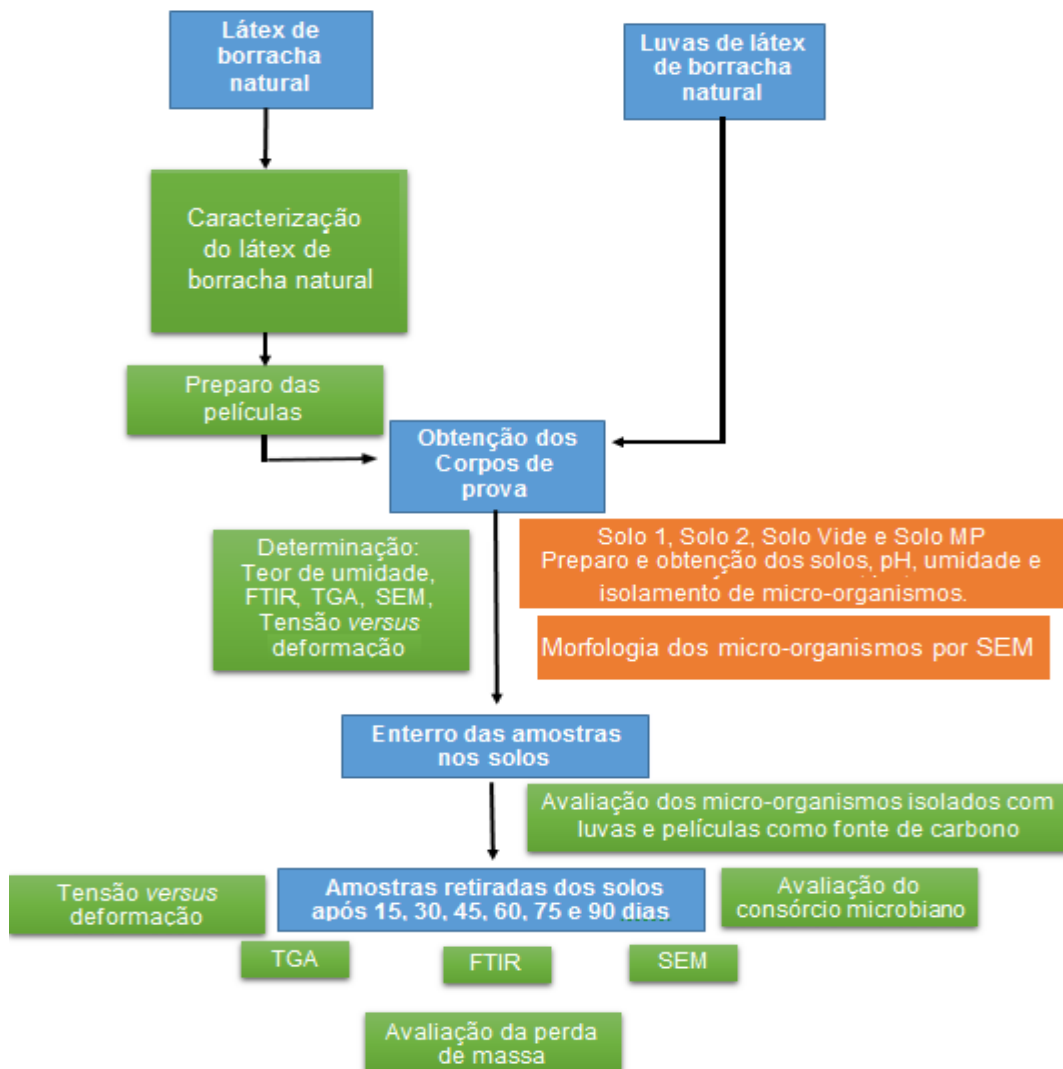 Látex de
borracha
natural
Luvas de látex
de borracha
natural
Caracterização
do látex de
borracha natural
Preparo das
películas
Obtenção dos
Corpos de
prova
Determinação:
Teor de umidade,
FTIR, TGA, SEM,
Tensão versus
deformação
Solo 1, Solo 2, Solo Vide e Solo MP
Preparo e obtenção dos solos, pH, umidade e
isolamento de micro-organismos.
Morfologia dos micro-organismos por SEM
Enterro das amostras
nos solos
Avaliação dos micro-organismos isolados com
luvas e películas como fonte de carbono
Tensão versus
deformação
Amostras retiradas dos solos
após 15, 30, 45, 60, 75 e 90 dias
Avaliação do
consórcio microbiano
TGA
FTIR
SEM
Avaliação da perda
de massa